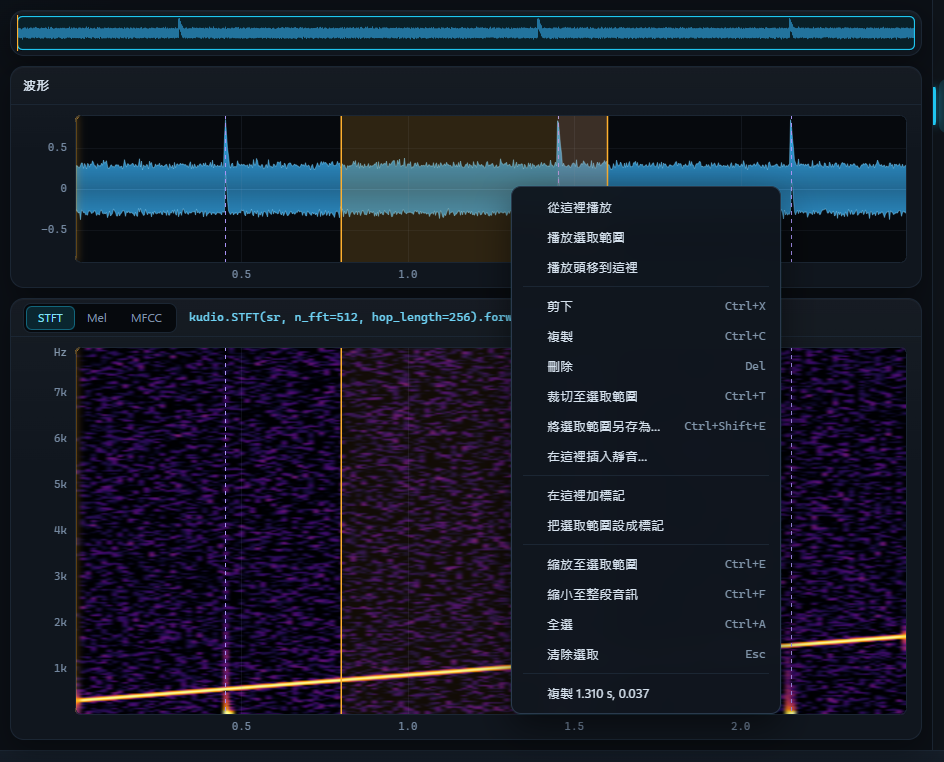 波形
0.5
0
−0.5
0.5
1.0
STFT
Mel
MFCC
kudio.STFT(sr, n_fft=512, hop_length=256).forw
Hz
7k
6k
5k
4k
3k
2k
1k
0.5
1.0
1.5
2.0
從這裡播放
播放選取範圍
播放頭移到這裡
剪下 Ctrl+X
複製 Ctrl+C
刪除 Del
裁切至選取範圍 Ctrl+T
將選取範圍另存為... Ctrl+Shift+E
在這裡插入靜音...
在這裡加標記
把選取範圍設成標記
縮放至選取範圍 Ctrl+E
縮小至整段音訊 Ctrl+F
全選 Ctrl+A
清除選取 Esc
複製 1.310 s, 0.037